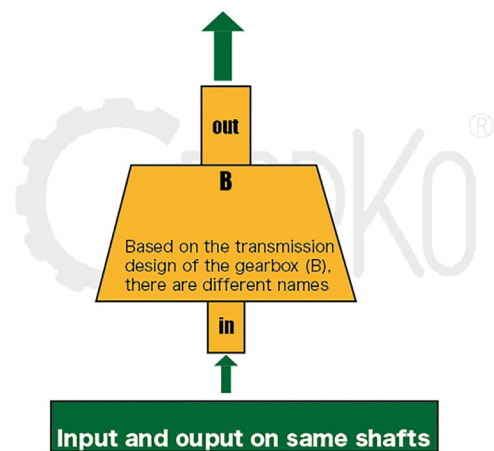 out
B
Based on the transmission
design of the gearbox (B),
there are different names
in
Input and ouput on same shafts